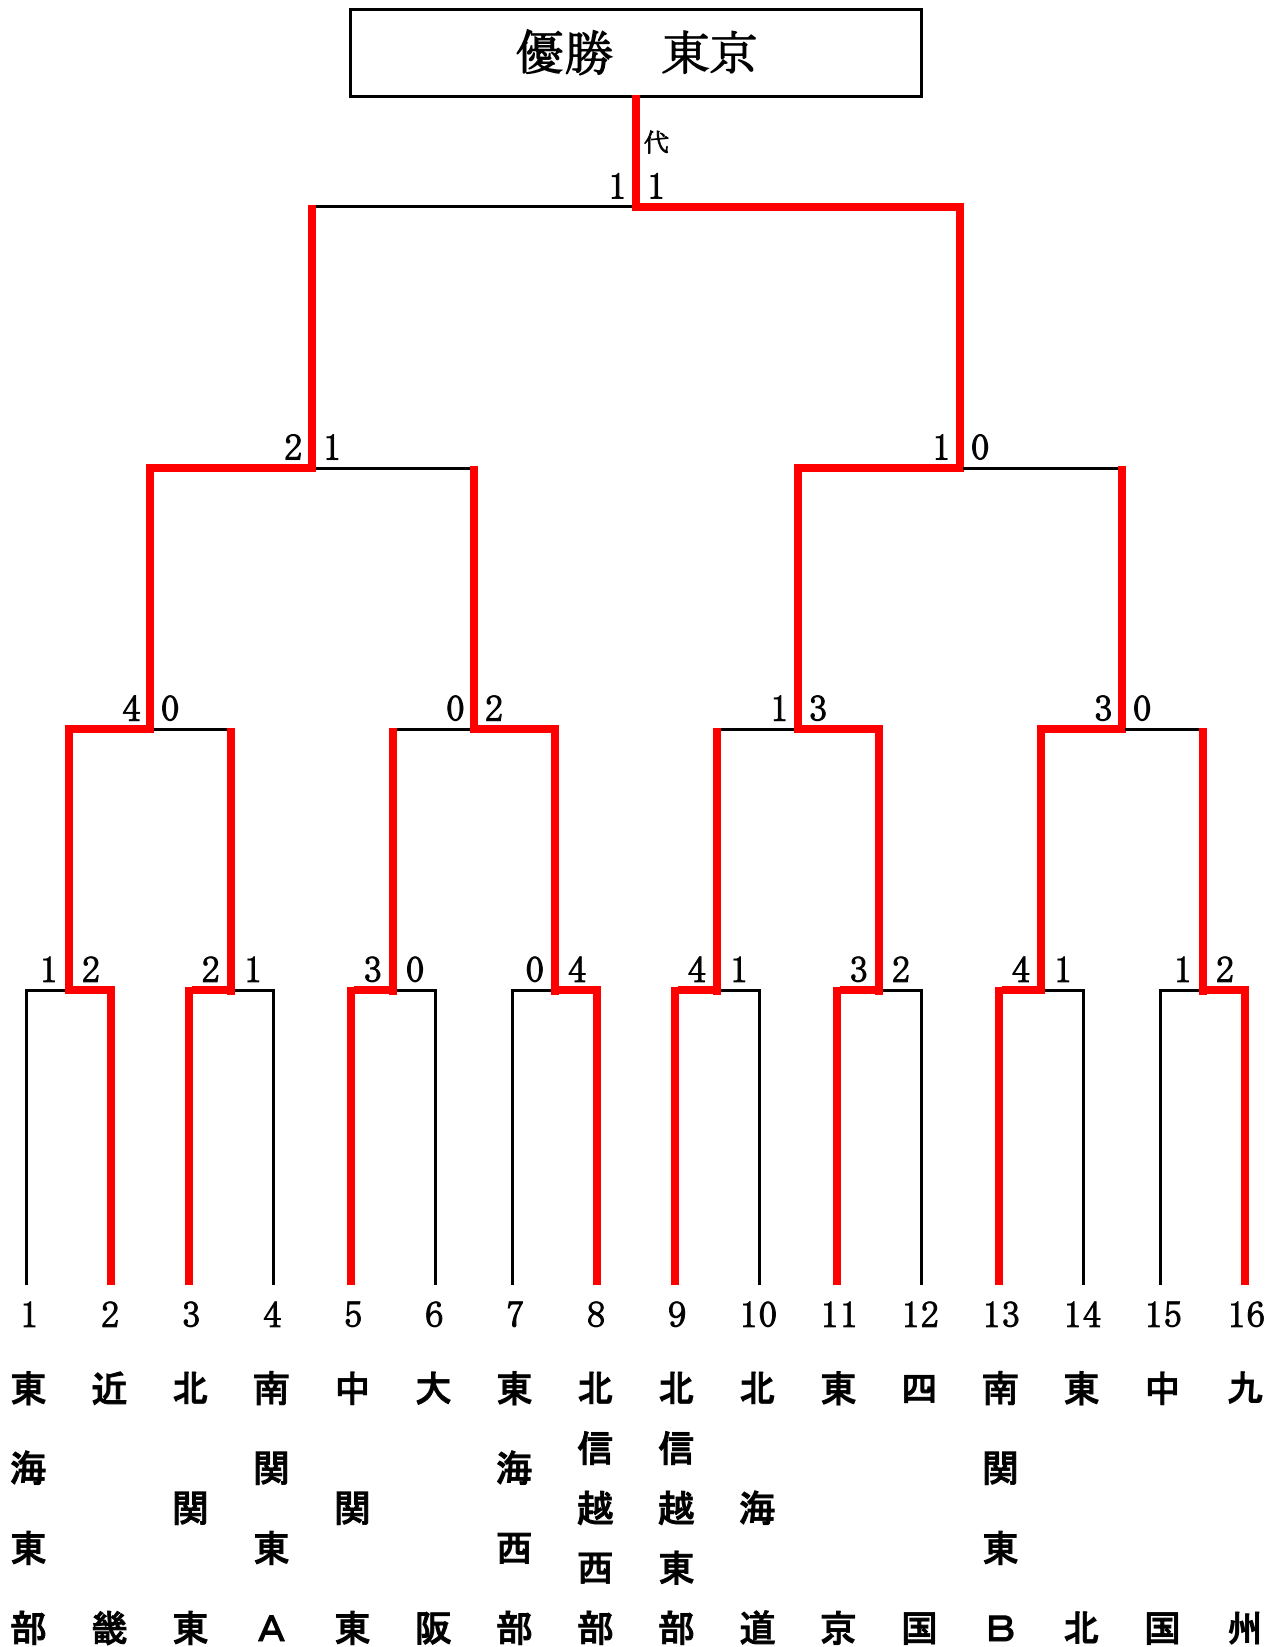 優勝　東京
代
1 1
2 1
1 0
4 0
0 2
1 3
3 0
1 2
2 1
3 0
0 4
4 1
3 2
4 1
1 2
1 2 3 4 5 6 7 8 9 10 11 12 13 14 15 16
東海東部
近畿
北関東
南関東A
中関東
大阪
東海西部
北信越西部
北信越東部
北海道
東京
四国
南関東B
東北
中国
九州